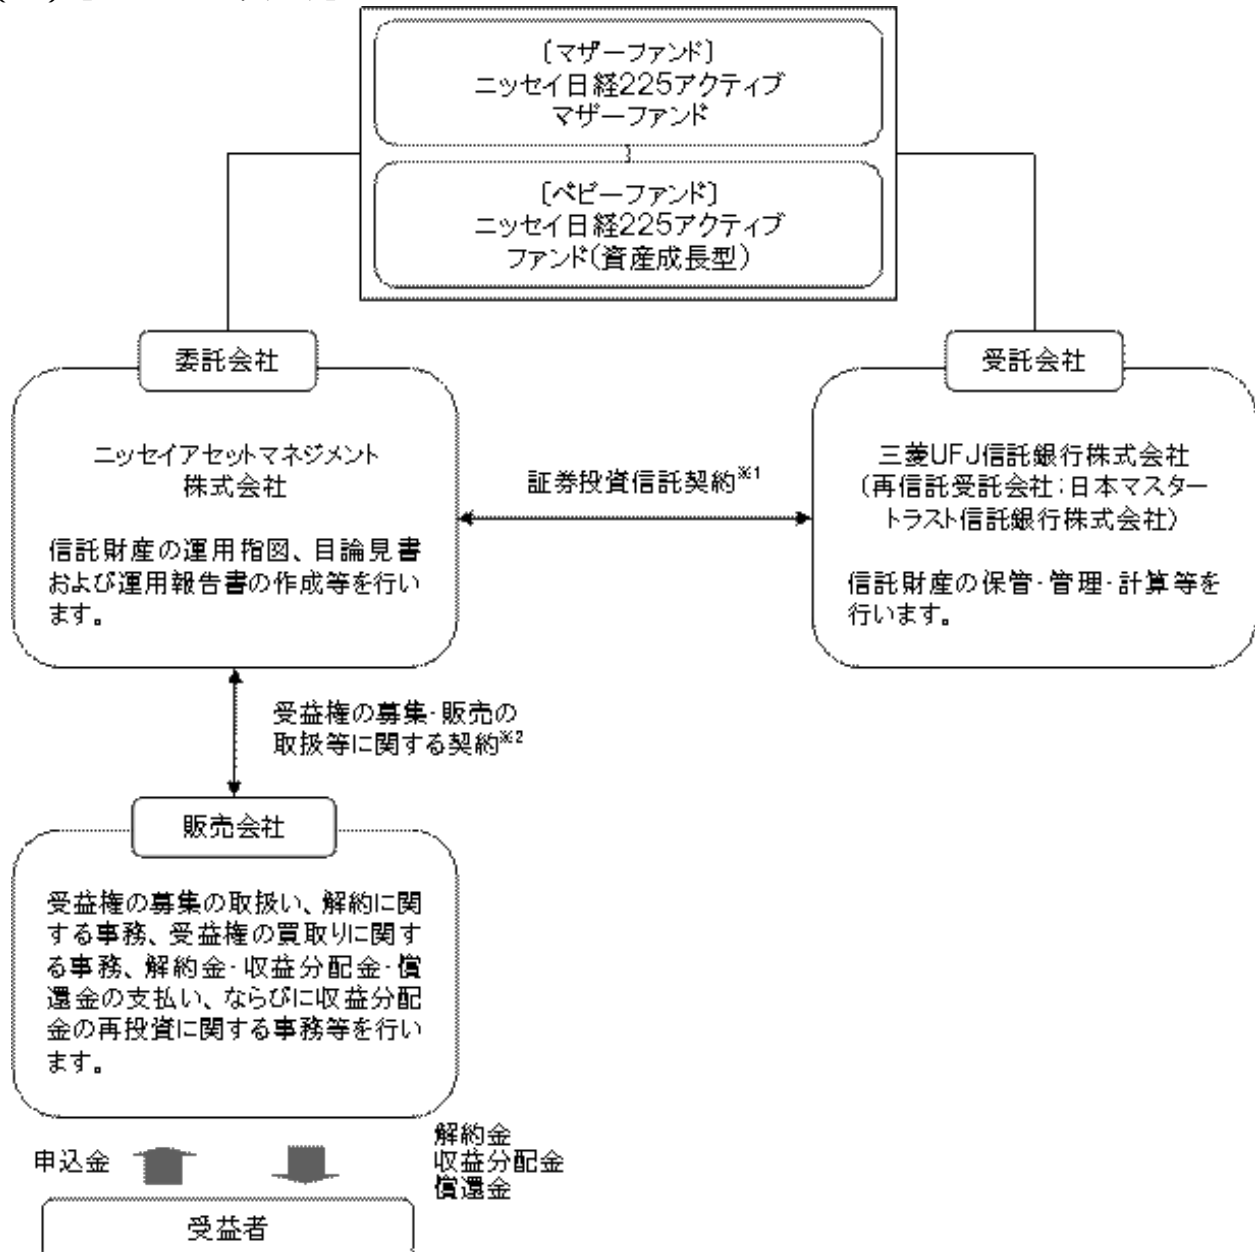 〔マザーファンド〕
ニッセイ日経225アクティブ
マザーファンド
〔ベビーファンド〕
ニッセイ日経225アクティブ
ファンド(資産成長型)
委託会社
ニッセイアセットマネジメント
株式会社
信託財産の運用指図、目論見書
および運用報告書の作成等を行い
ます。
証券投資信託契約※1
受託会社
三菱UFJ信託銀行株式会社
(再信託受託会社:日本マスター
トラスト信託銀行株式会社)
信託財産の保管・管理・計算等を
行います。
受益権の募集・販売の
取扱等に関する契約※2
販売会社
受益権の募集の取扱い、解約に関
する事務、受益権の買取りに関す
る事務、解約金・収益分配金・償
還金の支払い、ならびに収益分配
金の再投資に関する事務等を行い
ます。
申込金
解約金
収益分配金
償還金
受益者